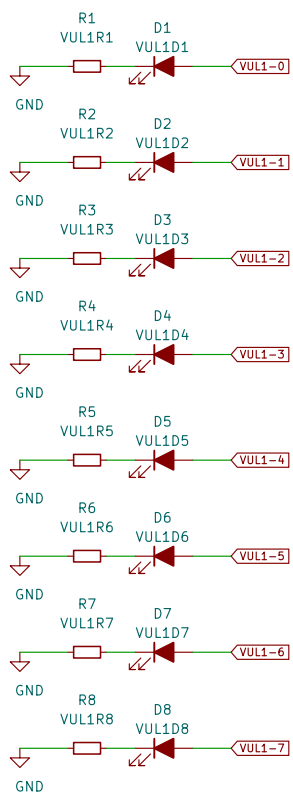 R1 D1
VUL1R1 VUL1D1
VUL1-0
GND
R2 D2
VUL1R2 VUL1D2
VUL1-1
GND
R3 D3
VUL1R3 VUL1D3
VUL1-2
GND
R4 D4
VUL1R4 VUL1D4
VUL1-3
GND
R5 D5
VUL1R5 VUL1D5
VUL1-4
GND
R6 D6
VUL1R6 VUL1D6
VUL1-5
GND
R7 D7
VUL1R7 VUL1D7
VUL1-6
GND
R8 D8
VUL1R8 VUL1D8
VUL1-7
GND